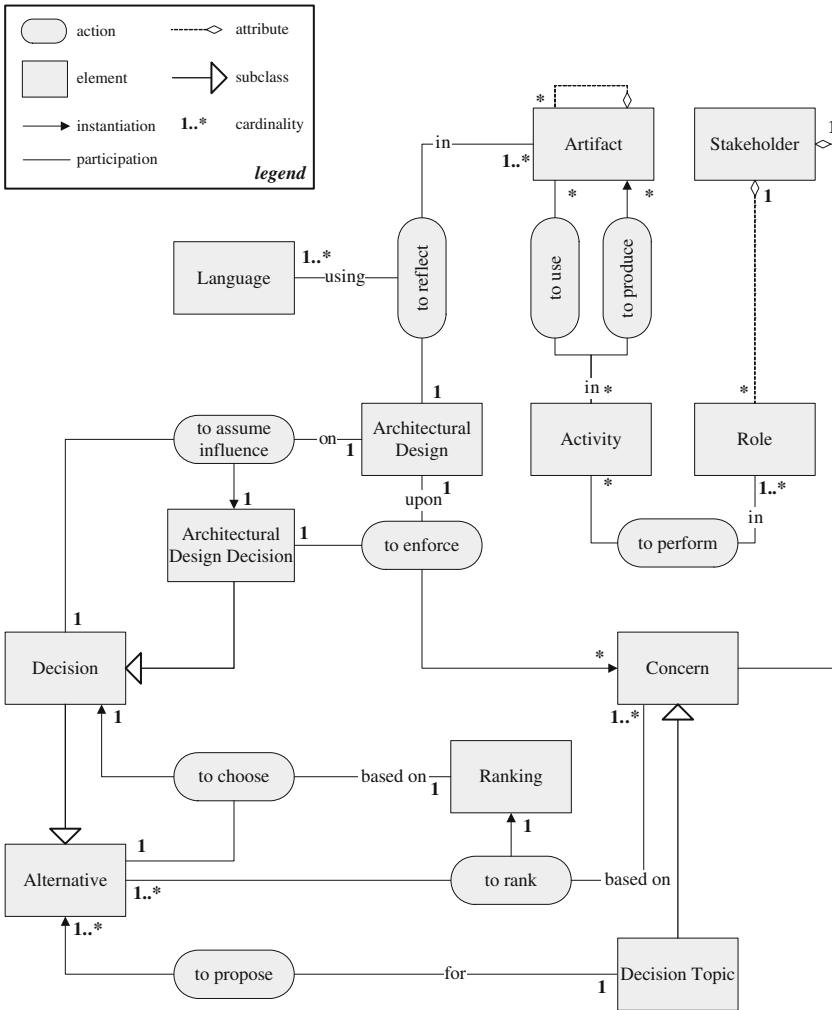 action
attribute
element
subclass
instantiation
1..*
cardinality
participation
legend
*
1
in
1..*
Artifact
Stakeholder
*
*
1
Language
1..*
using
to reflect
to use
to produce
1
in
*
*
to assume
influence
on
1
Architectural
Design
Activity
Role
1
upon
*
1..*
1
Architectural
Design Decision
1
to enforce
to perform
in
1
Decision
*
Concern
1
1..*
to choose
based on
1
Ranking
1
1
Alternative
1..*
to rank
based on
1..*
to propose
for
1
Decision Topic